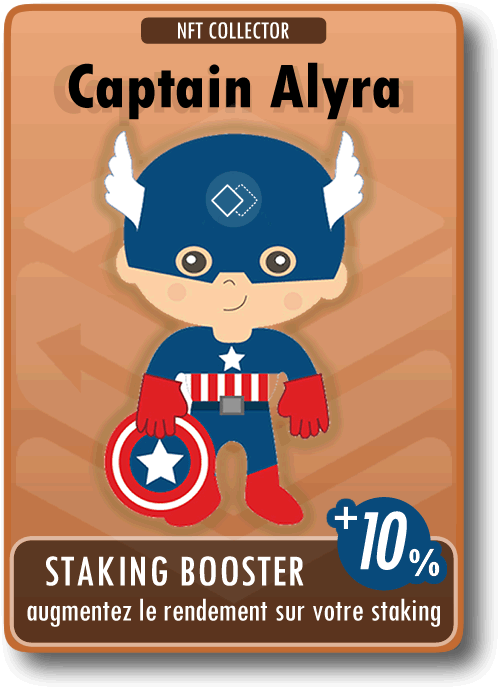 NFT COLLECTOR
Captain Alyra
+10%
STAKING BOOSTER
augmentez le rendement sur votre staking